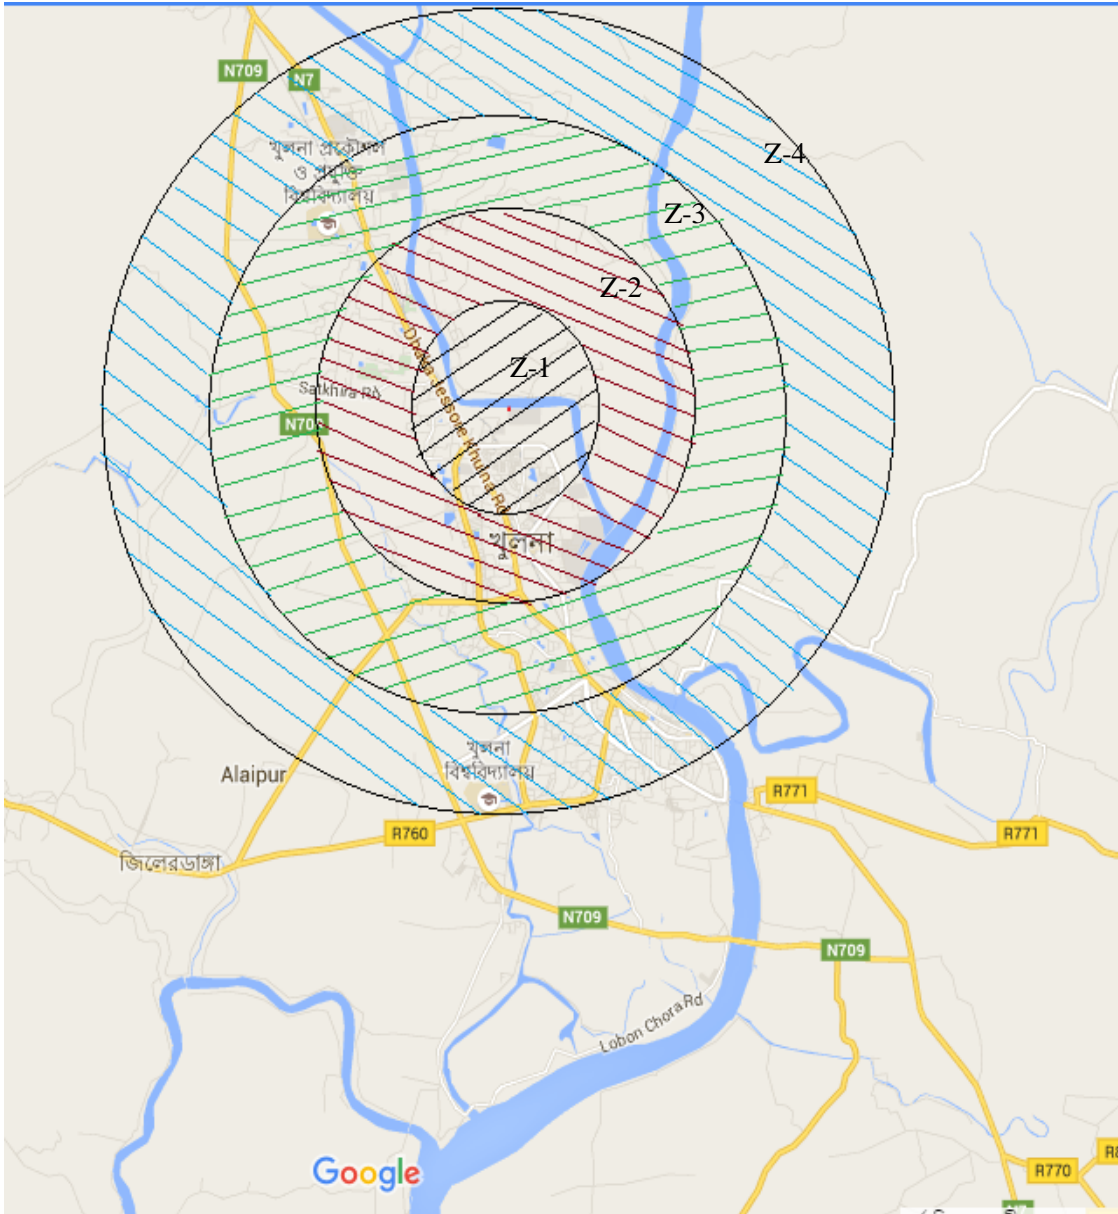 N709
N7
খুলনা প্রকৌশল
ও প্রযুক্তি
বিশ্ববিদ্যালয়
Z-4
Z-3
Z-2
Z-1
Dhaka-Jessore-Khulna Rd
Satkhira Rd
N709
খুলনা
খুলনা
বিশ্ববিদ্যালয়
Alaipur
R771
R760
R771
জিলেরডাঙ্গা
N709
N709
Lobon Chora Rd
Google
R770